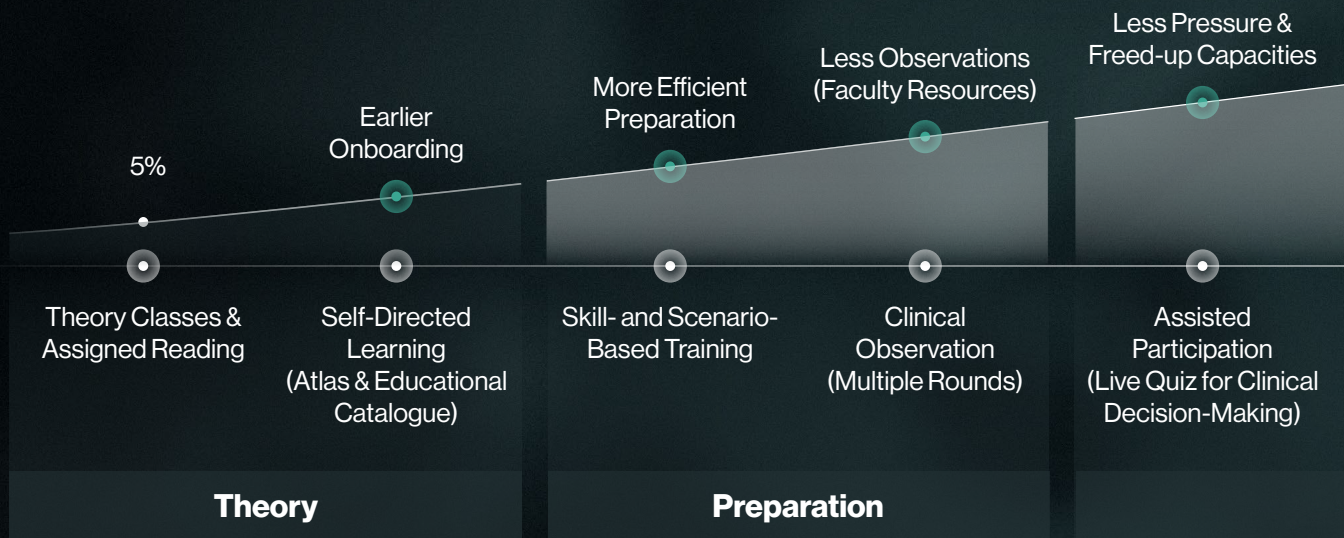 5%
Earlier
Onboarding
More Efficient
Preparation
Less Observations
(Faculty Resources)
Less Pressure &
Freed-up Capacities
Theory Classes &
Assigned Reading
Self-Directed
Learning
(Atlas & Educational
Catalogue)
Skill- and Scenario-
Based Training
Clinical
Observation
(Multiple Rounds)
Assisted
Participation
(Live Quiz for Clinical
Decision-Making)
Theory
Preparation